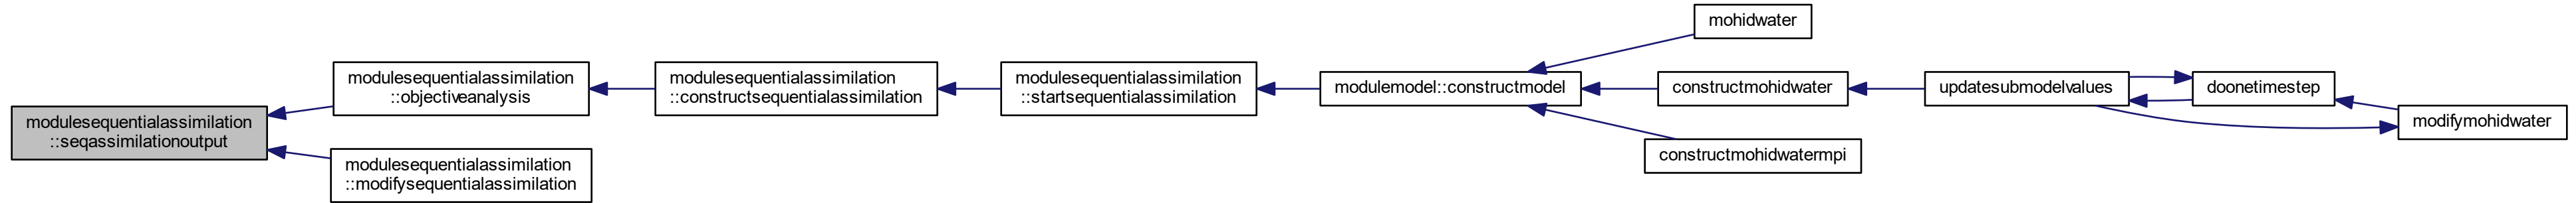 modulesequentialassimilation
::seqassimilationoutput
modulesequentialassimilation
::objectiveanalysis
modulesequentialassimilation
::modifysequentialassimilation
modulesequentialassimilation
::constructsequentialassimilation
modulesequentialassimilation
::startsequentialassimilation
modulemodel::constructmodel
mohidwater
constructmohidwater
constructmohidwatermpi
updatesubmodelvalues
doonetimestep
modifymohidwater